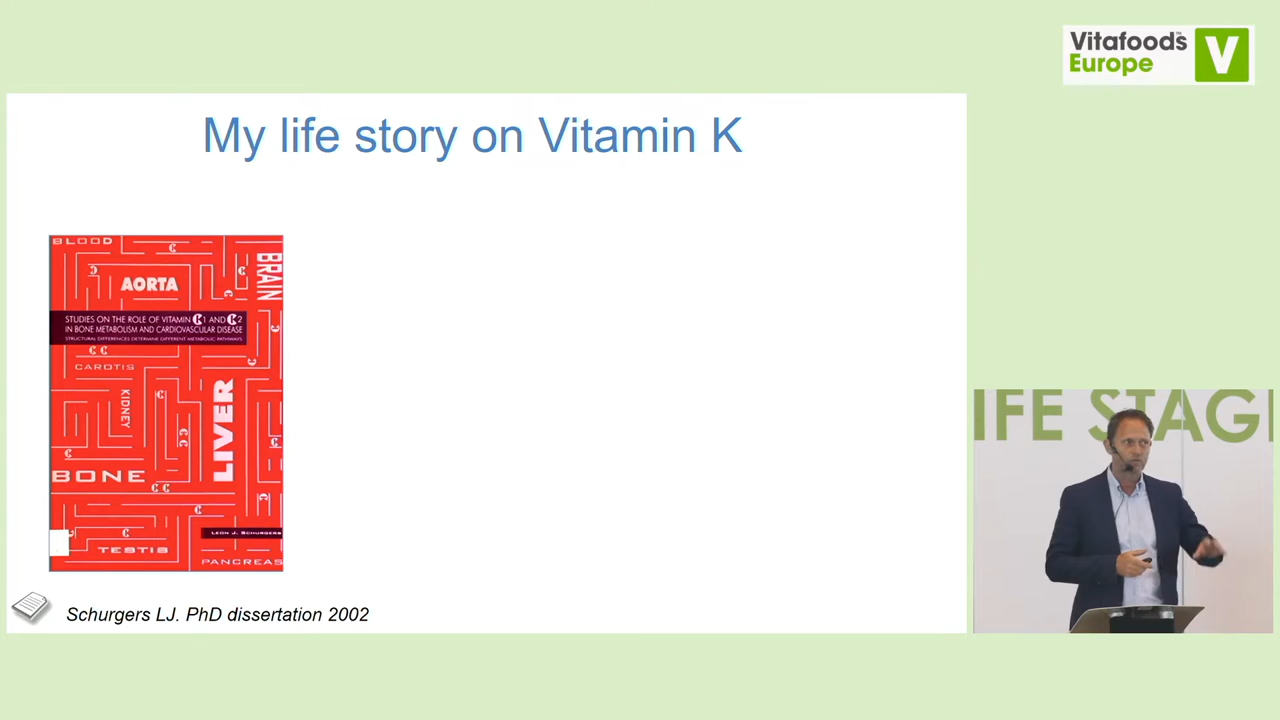 Vitafoods™
Europe
V
My life story on Vitamin K
BLOOD
BRAIN
AORTA
STUDIES ON THE ROLE OF VITAMIN K1 AND K2
IN BONE METABOLISM AND CARDIOVASCULAR DISEASE
STRUCTURAL DIFFERENCES DETERMINE DIFFERENT METABOLIC PATHWAYS
CAROTIS
KIDNEY
LIVER
BONE
LEON J. SCHURGERS
TESTIS
PANCREAS
Schurgers LJ. PhD dissertation 2002
IFE STAG